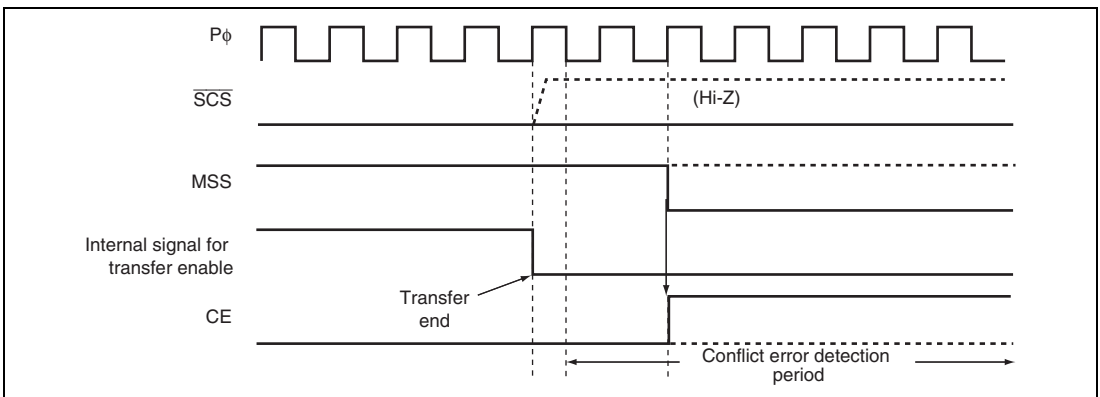 Pϕ
SCS
(Hi-Z)
MSS
Internal signal for
transfer enable
Transfer
end
CE
Conflict error detection
period